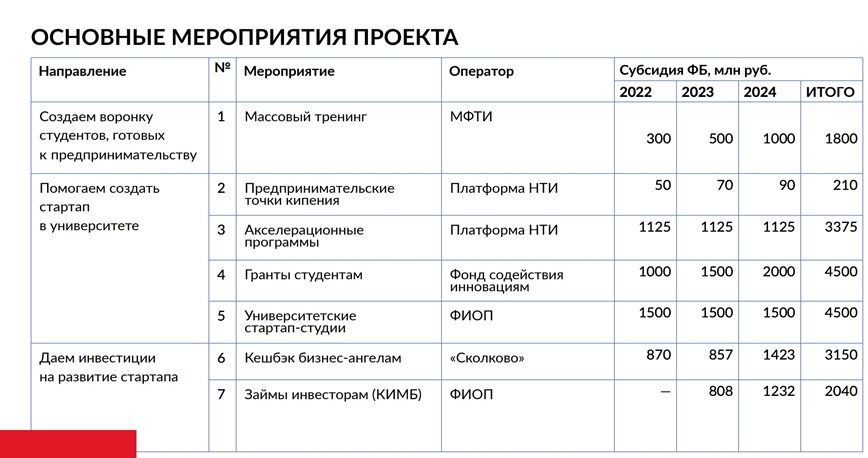 ОСНОВНЫЕ МЕРОПРИЯТИЯ ПРОЕКТА
Направление № Мероприятие Оператор Субсидия ФБ, млн руб.
2022 2023 2024 ИТОГО
Создаем воронку
студентов, готовых
к предпринимательству
1 Массовый тренинг МФТИ 300 500 1000 1800
Помогаем создать
стартап
в университете
2 Предпринимательские
точки кипения
Платформа НТИ 50 70 90 210
3 Акселерационные
программы
Платформа НТИ 1125 1125 1125 3375
4 Гранты студентам Фонд содействия
инновациям
1000 1500 2000 4500
5 Университетские
стартап-студии
ФИОП 1500 1500 1500 4500
Даем инвестиции
на развитие стартапа
6 Кешбэк бизнес-ангелам «Сколково» 870 857 1423 3150
7 Займы инвесторам (КИМБ) ФИОП — 808 1232 2040